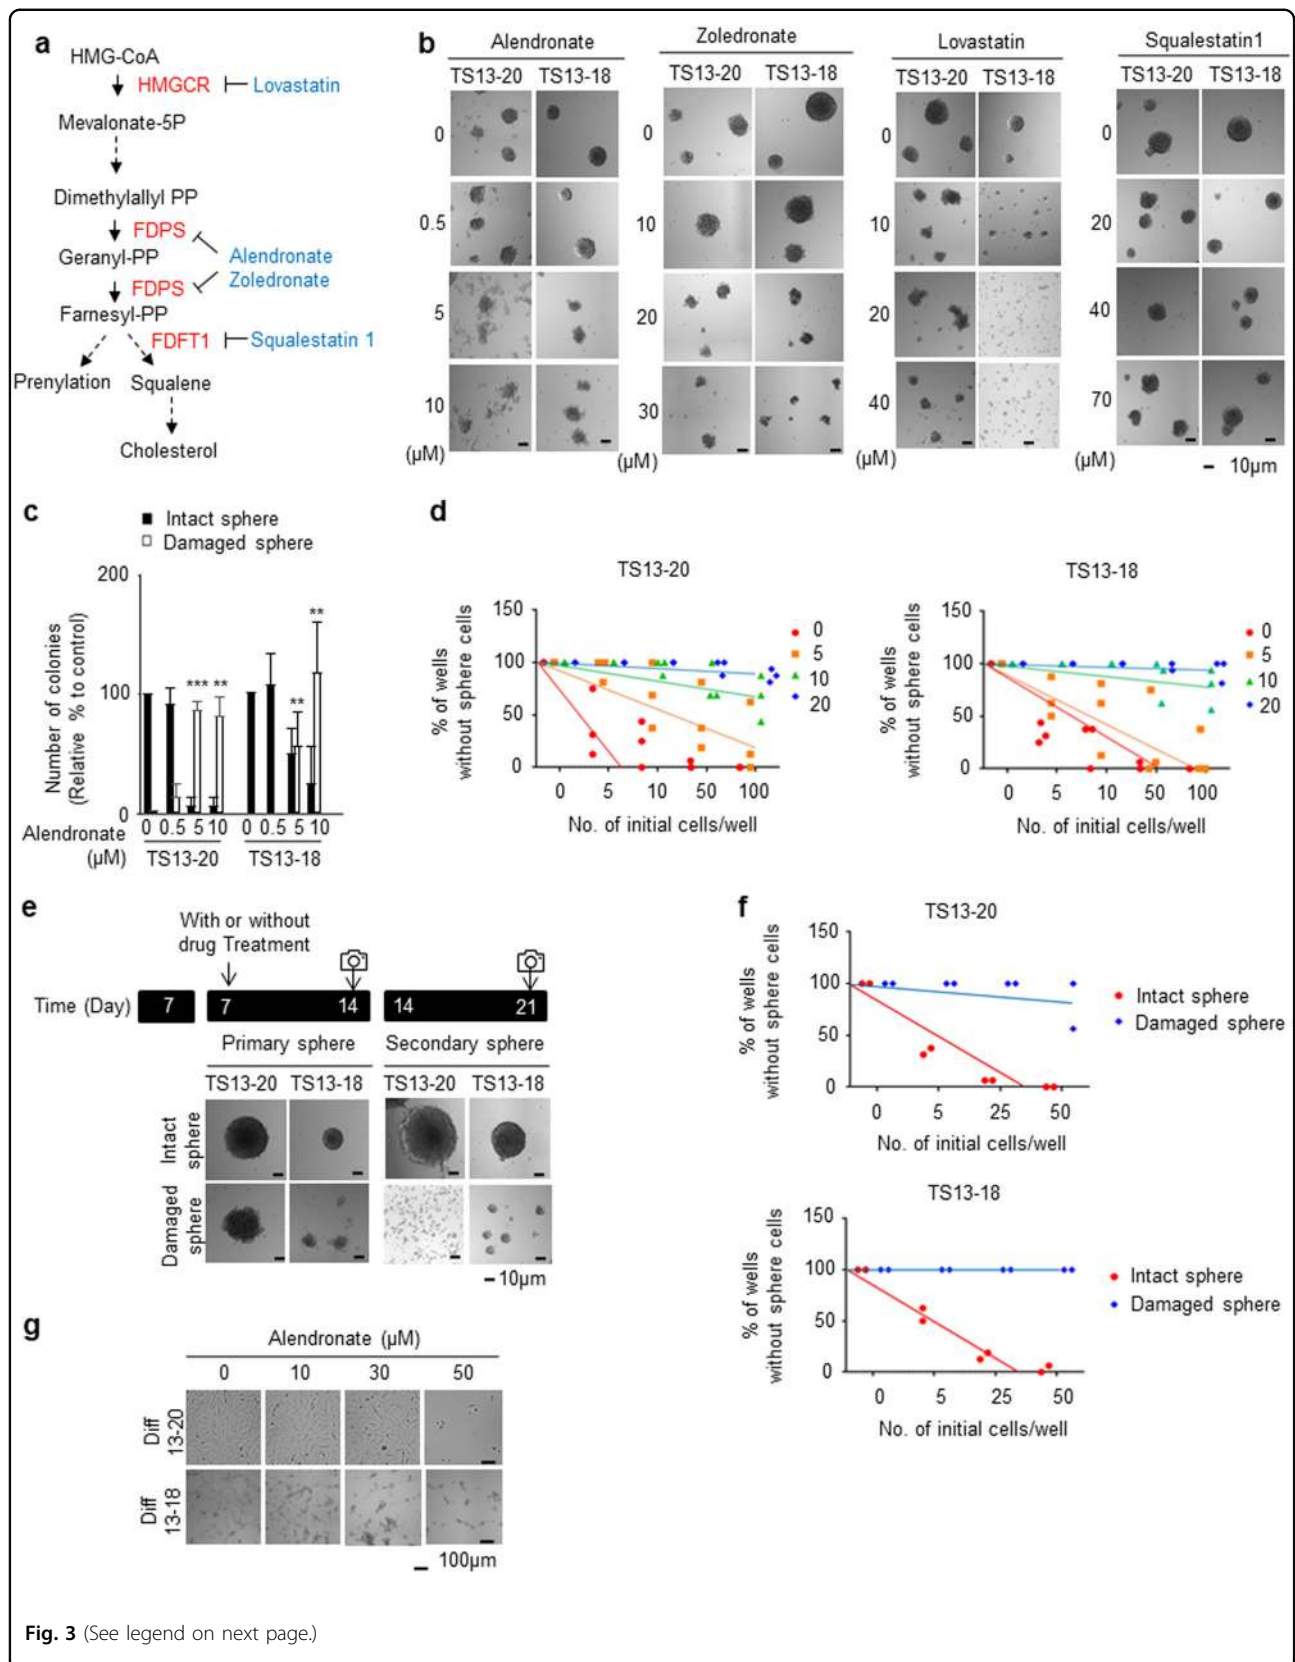 a
HMG-CoA
HMGCR
Lovastatin
Mevalonate-5P
Dimethylallyl PP
FDPS
Geranyl-PP
Alendronate
Zoledronate
FDPS
Farnesyl-PP
FDFT1
Squalestatin 1
Prenylation
Squalene
Cholesterol
b
Alendronate
TS13-20 TS13-18
0
0.5
5
10
(µM)
Zoledronate
TS13-20 TS13-18
0
10
20
30
(µM)
Lovastatin
TS13-20 TS13-18
0
10
20
40
(µM)
Squalestatin1
TS13-20 TS13-18
0
20
40
70
(µM)
10µm
c
Intact sphere
Damaged sphere
Number of colonies
(Relative % to control)
200
100
0
*** **
** **
Alendronate
(µM)
0 0.5 5 10 0 0.5 5 10
TS13-20 TS13-18
d
TS13-20
% of wells
without sphere cells
150
100
50
0
0 5 10 50 100
No. of initial cells/well
0
5
10
20
TS13-18
% of wells
without sphere cells
150
100
50
0
0 5 10 50 100
No. of initial cells/well
0
5
10
20
e
With or without
drug Treatment
Time (Day) 7 7 14 14 21
Primary sphere Secondary sphere
TS13-20 TS13-18 TS13-20 TS13-18
Intact
sphere
Damaged
sphere
10µm
f
TS13-20
% of wells
without sphere cells
150
100
50
0
0 5 25 50
No. of initial cells/well
Intact sphere
Damaged sphere
TS13-18
% of wells
without sphere cells
150
100
50
0
0 5 25 50
No. of initial cells/well
Intact sphere
Damaged sphere
g
Alendronate (µM)
0 10 30 50
Diff
13-20
Diff
13-18
100µm
Fig. 3 (See legend on next page.)